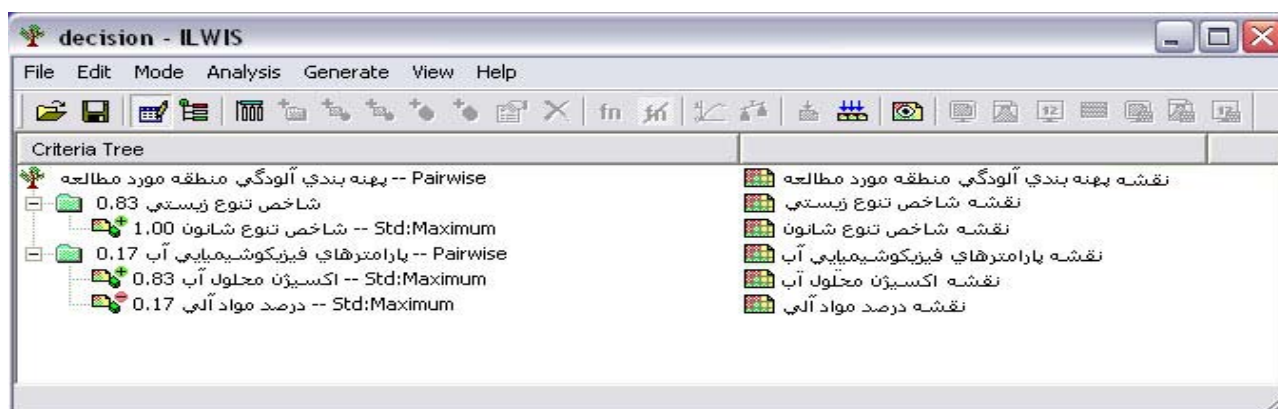 decision - ILWIS
File Edit Mode Analysis Generate View Help
fn
Criteria Tree
پهنه بندي آلودگي منطقه مورد مطالعه -- Pairwise
نقشه پهنه بندي آلودگي منطقه مورد مطالعه
0.83 شاخص تنوع زيستي
نقشه شاخص تنوع زيستي
1.00 شاخص تنوع شانون -- Std:Maximum
نقشه شاخص تنوع شانون
0.17 پارامترهاي فيزيكوشيميايي آب -- Pairwise
نقشه پارامترهاي فيزيكوشيميايي آب
0.83 اكسيژن محلول آب -- Std:Maximum
نقشه اكسيژن محلول آب
0.17 درصد مواد آلي -- Std:Maximum
نقشه درصد مواد آلي